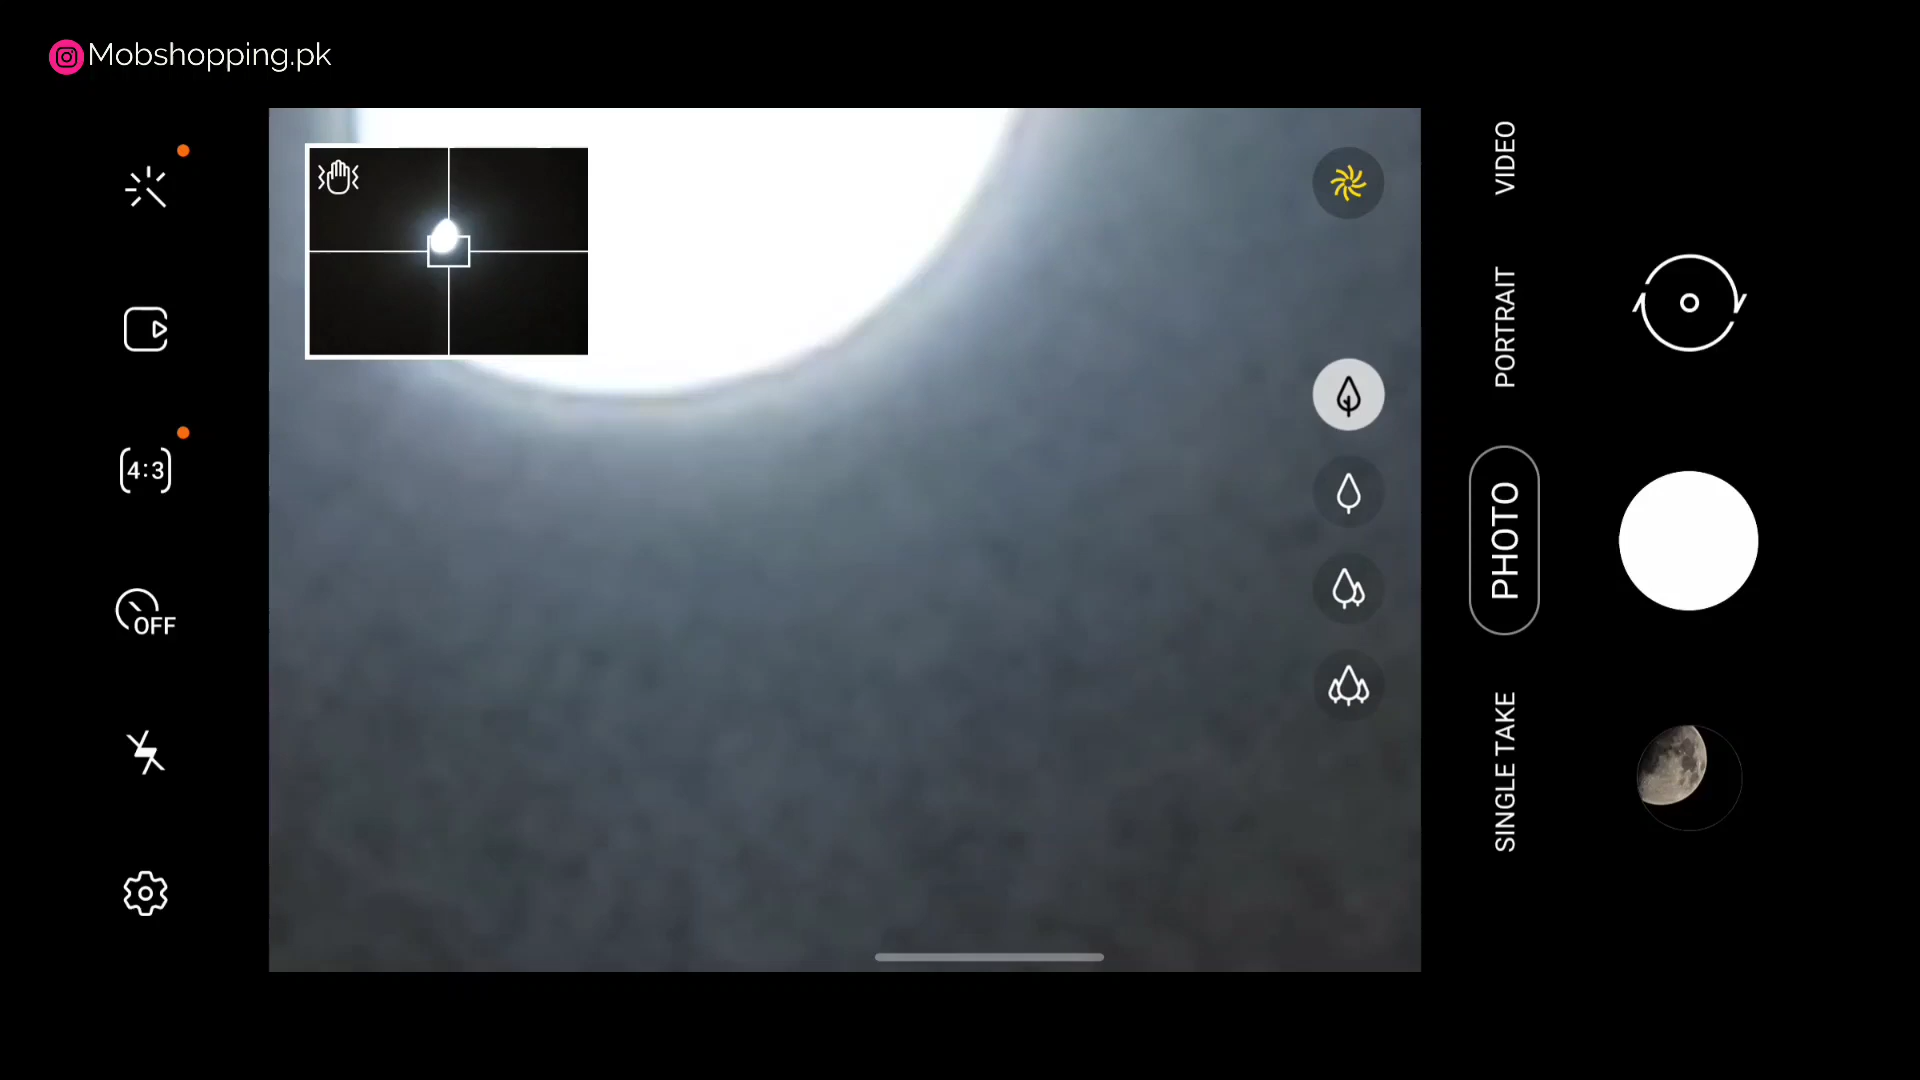 Mobshopping.pk
4:3
OFF
VIDEO
PORTRAIT
PHOTO
SINGLE TAKE